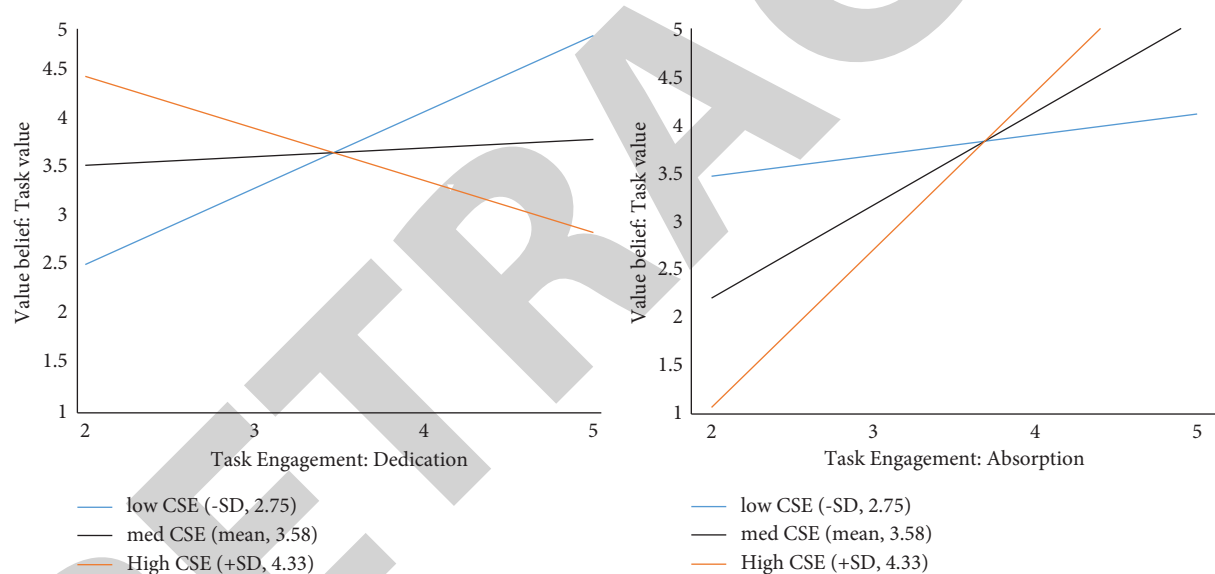 5
4.5
4
3.5
3
2.5
2
1.5
1
Value belief: Task value
2 3 4 5
Task Engagement: Dedication
low CSE (-SD, 2.75)
med CSE (mean, 3.58)
High CSE (+SD, 4.33)
5
4.5
4
3.5
3
2.5
2
1.5
1
Value belief: Task value
2 3 4 5
Task Engagement: Absorption
low CSE (-SD, 2.75)
med CSE (mean, 3.58)
High CSE (+SD, 4.33)
ETRAC